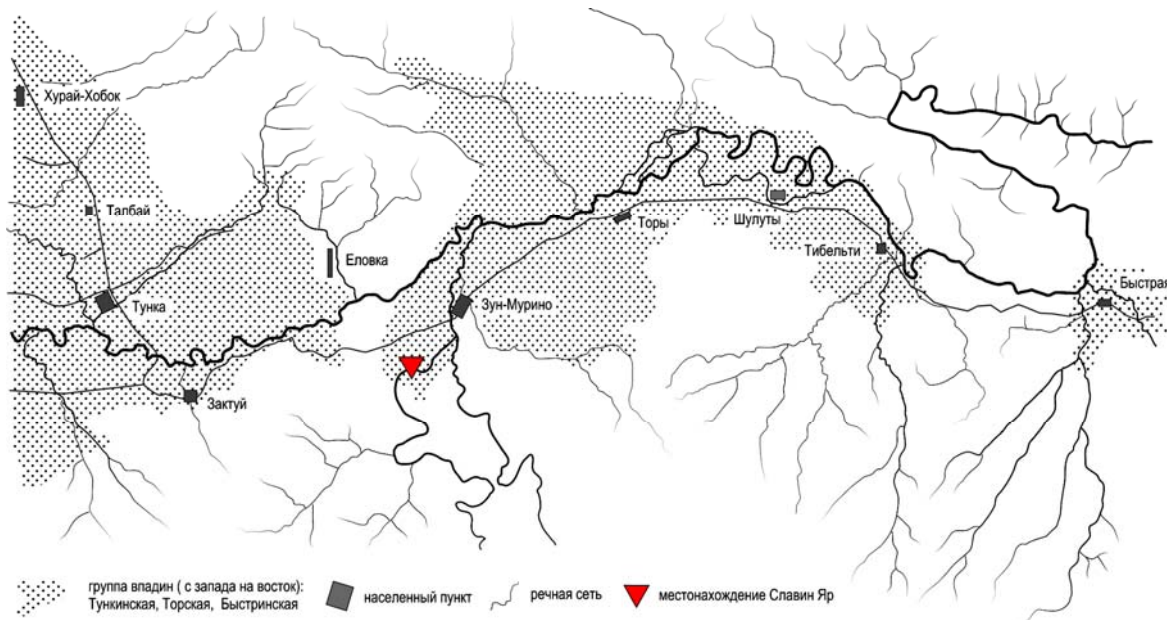 Хурай-Хобок
Талбай
Еловка
Тунка
Зактуй
Зун-Мурино
Торы
Шулуты
Тибельти
Быстрая
группа впадин ( с запада на восток):
Тункинская, Торская, Быстринская
населенный пункт
речная сеть
местонахождение Славин Яр